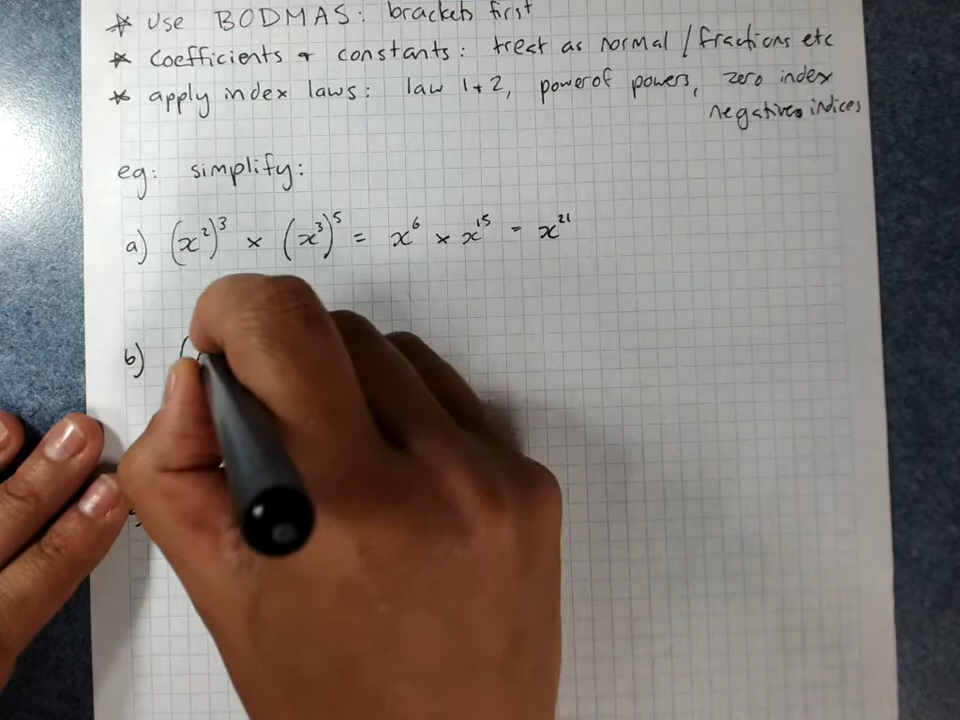 * Use BODMAS: brackets first
* Coefficients + constants: treat as normal / fractions etc
* apply index laws: law 1+2, power of powers, zero index
negative indices
eg: simplify:
a) (x²)³ × (x³)⁵ = x⁶ × x¹⁵ = x²¹
b) (